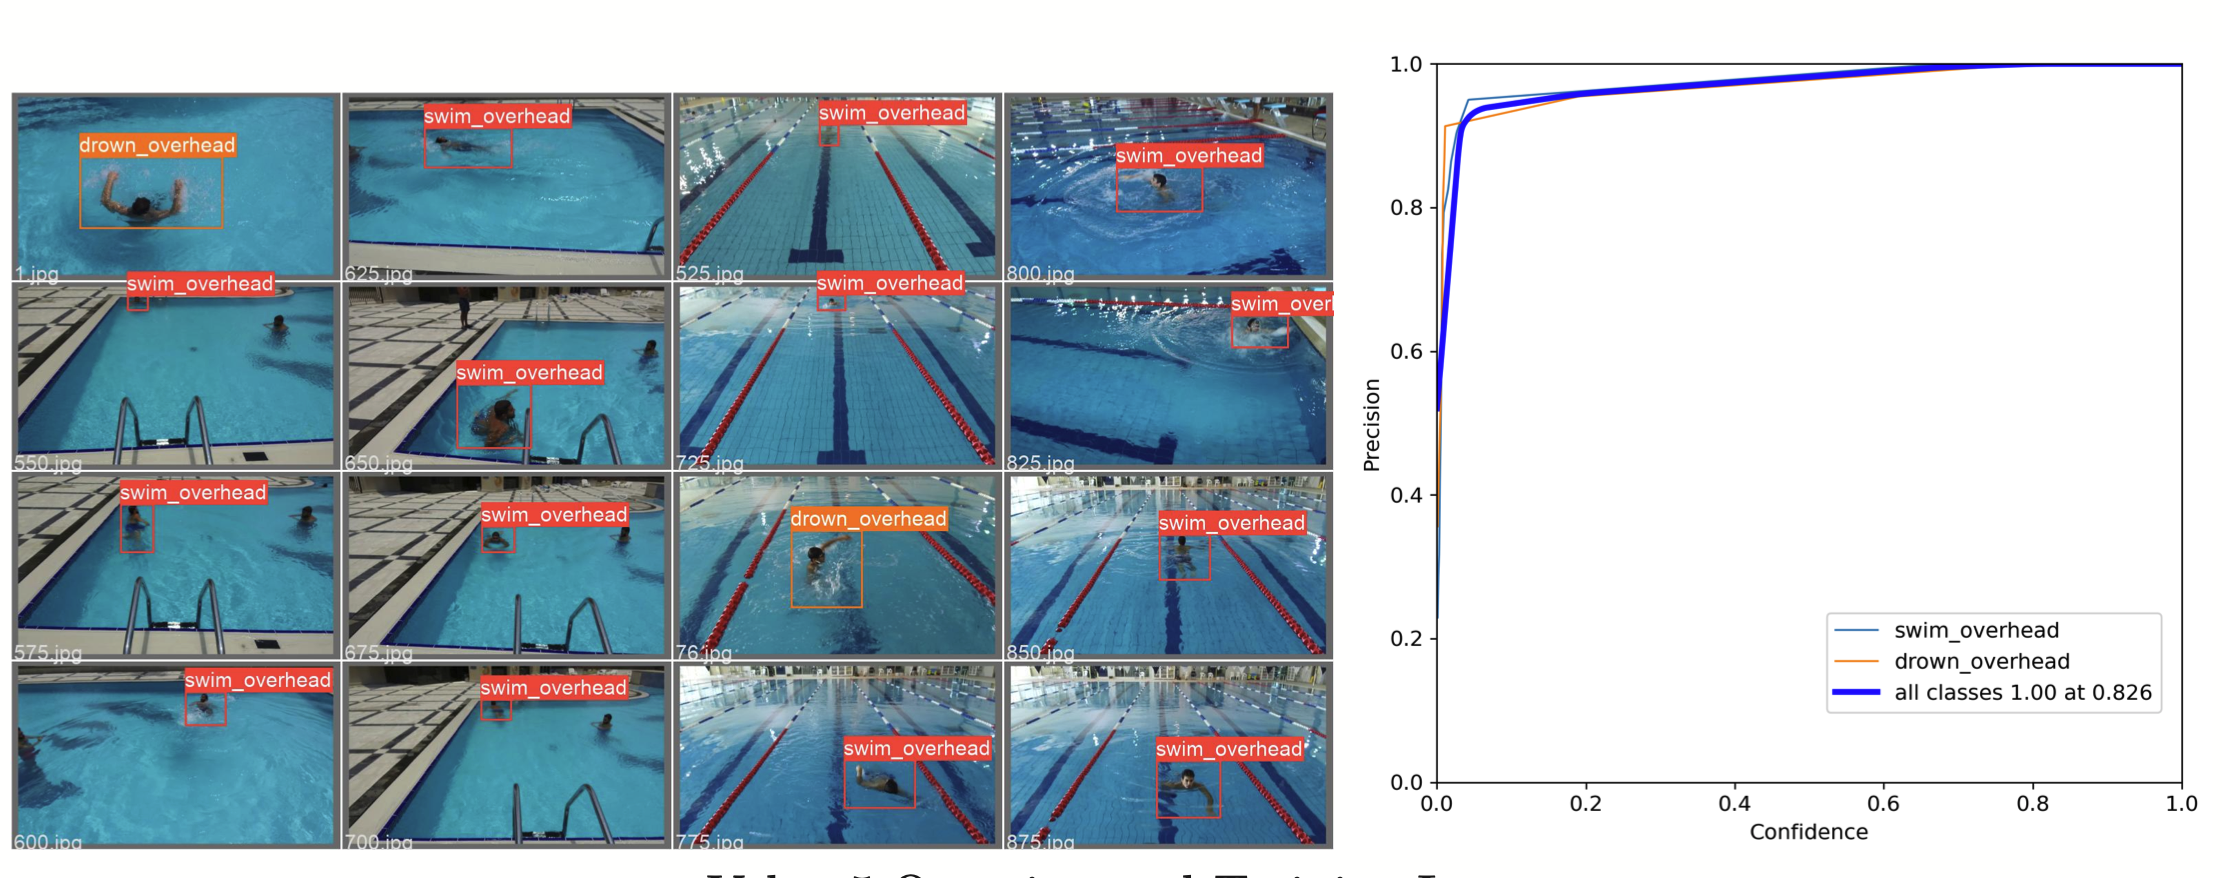 drown_overhead
1.jpg
swim_overhead
625.jpg
swim_overhead
525.jpg
swim_overhead
800.jpg
swim_overhead
550.jpg
swim_overhead
650.jpg
swim_overhead
725.jpg
swim_over
825.jpg
swim_overhead
575.jpg
swim_overhead
675.jpg
drown_overhead
76.jpg
swim_overhead
850.jpg
swim_overhead
600.jpg
swim_overhead
700.jpg
swim_overhead
775.jpg
swim_overhead
875.jpg
1.0
0.8
0.6
0.4
0.2
0.0
Precision
swim_overhead
drown_overhead
all classes 1.00 at 0.826
0.0 0.2 0.4 0.6 0.8 1.0
Confidence